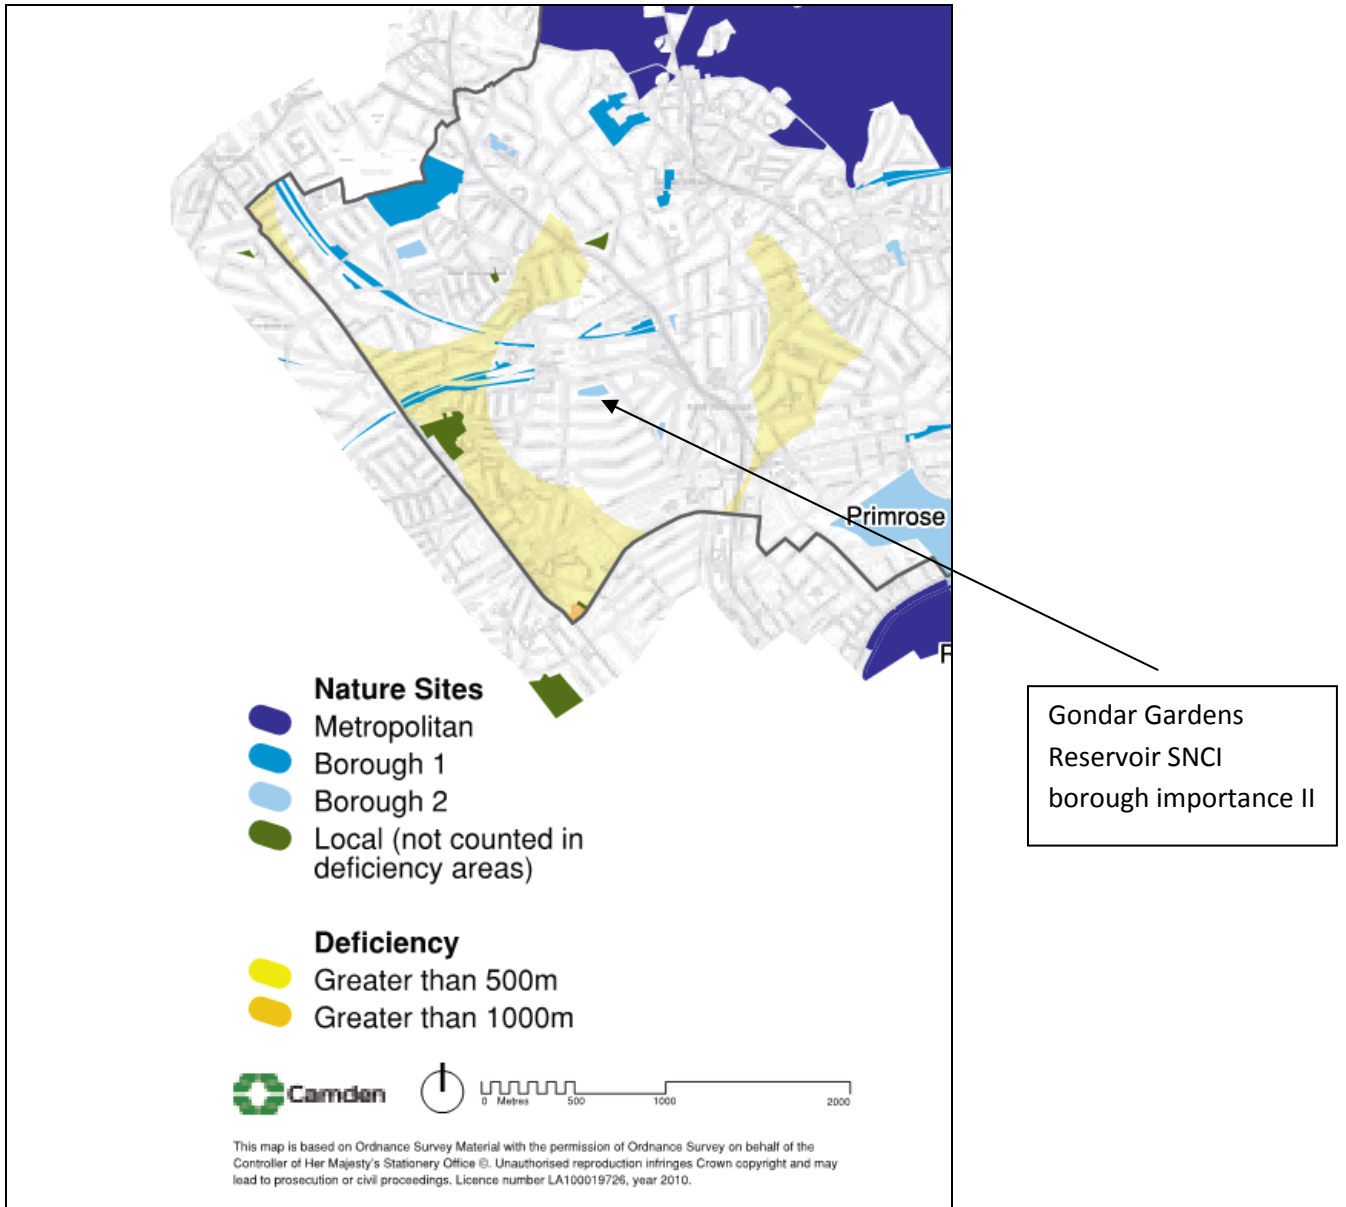 Primrose
Gondar Gardens
Reservoir SNCI
borough importance II
Nature Sites
Metropolitan
Borough 1
Borough 2
Local (not counted in
deficiency areas)
Deficiency
Greater than 500m
Greater than 1000m
Camden
0 Metres 500 1000 2000
This map is based on Ordnance Survey Material with the permission of Ordnance Survey on behalf of the
Controller of Her Majesty's Stationery Office ©. Unauthorised reproduction infringes Crown copyright and may
lead to prosecution or civil proceedings. Licence number LA100019726, year 2010.